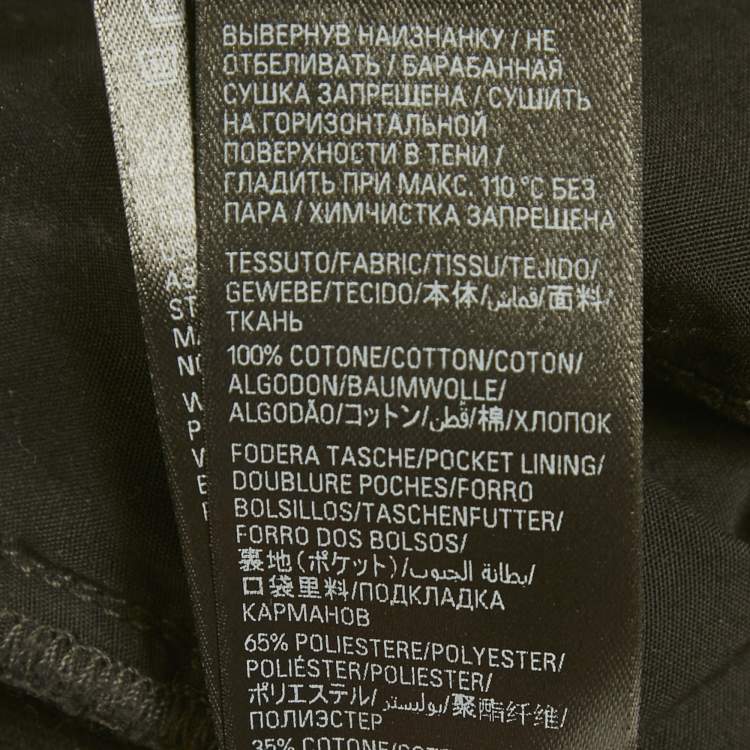 ВЫВЕРНУВ НАИЗНАНКУ / НЕ
ОТБЕЛИВАТЬ / БАРАБАННАЯ
СУШКА ЗАПРЕЩЕНА / СУШИТЬ
НА ГОРИЗОНТАЛЬНОЙ
ПОВЕРХНОСТИ В ТЕНИ /
ГЛАДИТЬ ПРИ МАКС. 110 °C БЕЗ
ПАРА / ХИМЧИСТКА ЗАПРЕЩЕНА
TESSUTO/FABRIC/TISSU/TEJIDO/
GEWEBE/TECIDO/本体/قماش/面料/
ТКАНЬ
100% COTONE/COTTON/COTON/
ALGODON/BAUMWOLLE/
ALGODÃO/コットン/قطن/棉/ХЛОПОК
FODERA TASCHE/POCKET LINING/
DOUBLURE POCHES/FORRO
BOLSILLOS/TASCHENFUTTER/
FORRO DOS BOLSOS/
裏地(ポケット)/بطانة الجيوب/
口袋里料/ПОДКЛАДКА
КАРМАНОВ
65% POLIESTERE/POLYESTER/
POLIÉSTER/POLIESTER/
ポリエステル/بوليستر/聚酯纤维/
ПОЛИЭСТЕР
35% COTONE/COTTON/